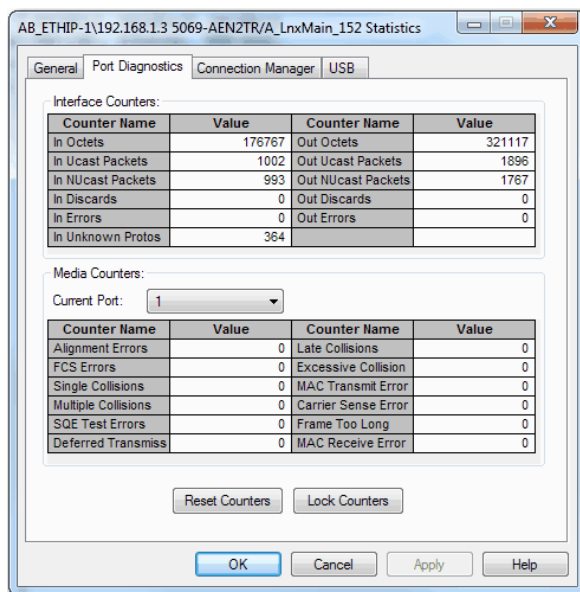 AB_ETHIP-1\192.168.1.3 5069-AEN2TR/A_LnxMain_152 Statistics
General Port Diagnostics Connection Manager USB
Interface Counters:
Counter Name Value Counter Name Value
In Octets 176767 Out Octets 321117
In Ucast Packets 1002 Out Ucast Packets 1896
In NUcast Packets 993 Out NUcast Packets 1767
In Discards 0 Out Discards 0
In Errors 0 Out Errors 0
In Unknown Protos 364
Media Counters:
Current Port: 1
Counter Name Value Counter Name Value
Alignment Errors 0 Late Collisions 0
FCS Errors 0 Excessive Collision 0
Single Collisions 0 MAC Transmit Error 0
Multiple Collisions 0 Carrier Sense Error 0
SQE Test Errors 0 Frame Too Long 0
Deferred Transmiss 0 MAC Receive Error 0
Reset Counters Lock Counters
OK Cancel Apply Help